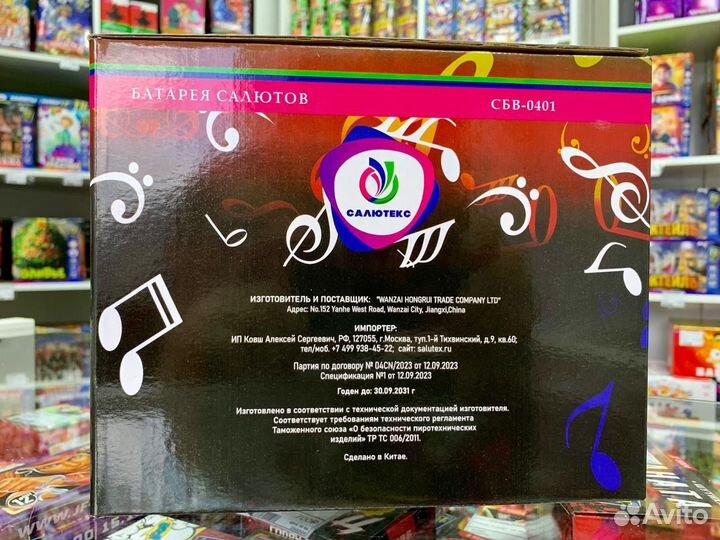 БАТАРЕЯ САЛЮТОВ СБВ-0401
САЛЮТЕКС
ИЗГОТОВИТЕЛЬ И ПОСТАВЩИК: "WANZAI HONGRUI TRADE COMPANY LTD"
Адрес: No.152 Yanhe West Road, Wanzai City, Jiangxi,China
ИМПОРТЕР:
ИП Ковш Алексей Сергеевич, РФ, 127055, г.Москва, туп.1-й Тихвинский, д.9, кв.60;
тел/моб. +7 499 938-45-22; сайт: salutex.ru
Партия по договору № 04CN/2023 от 12.09.2023
Спецификация №1 от 12.09.2023
Годен до: 30.09.2031 г
Изготовлено в соответствии с технической документацией изготовителя.
Соответствует требованиям технического регламента
Таможенного союза «О безопасности пиротехнических
изделий» ТР ТС 006/2011.
Сделано в Китае.
Avito